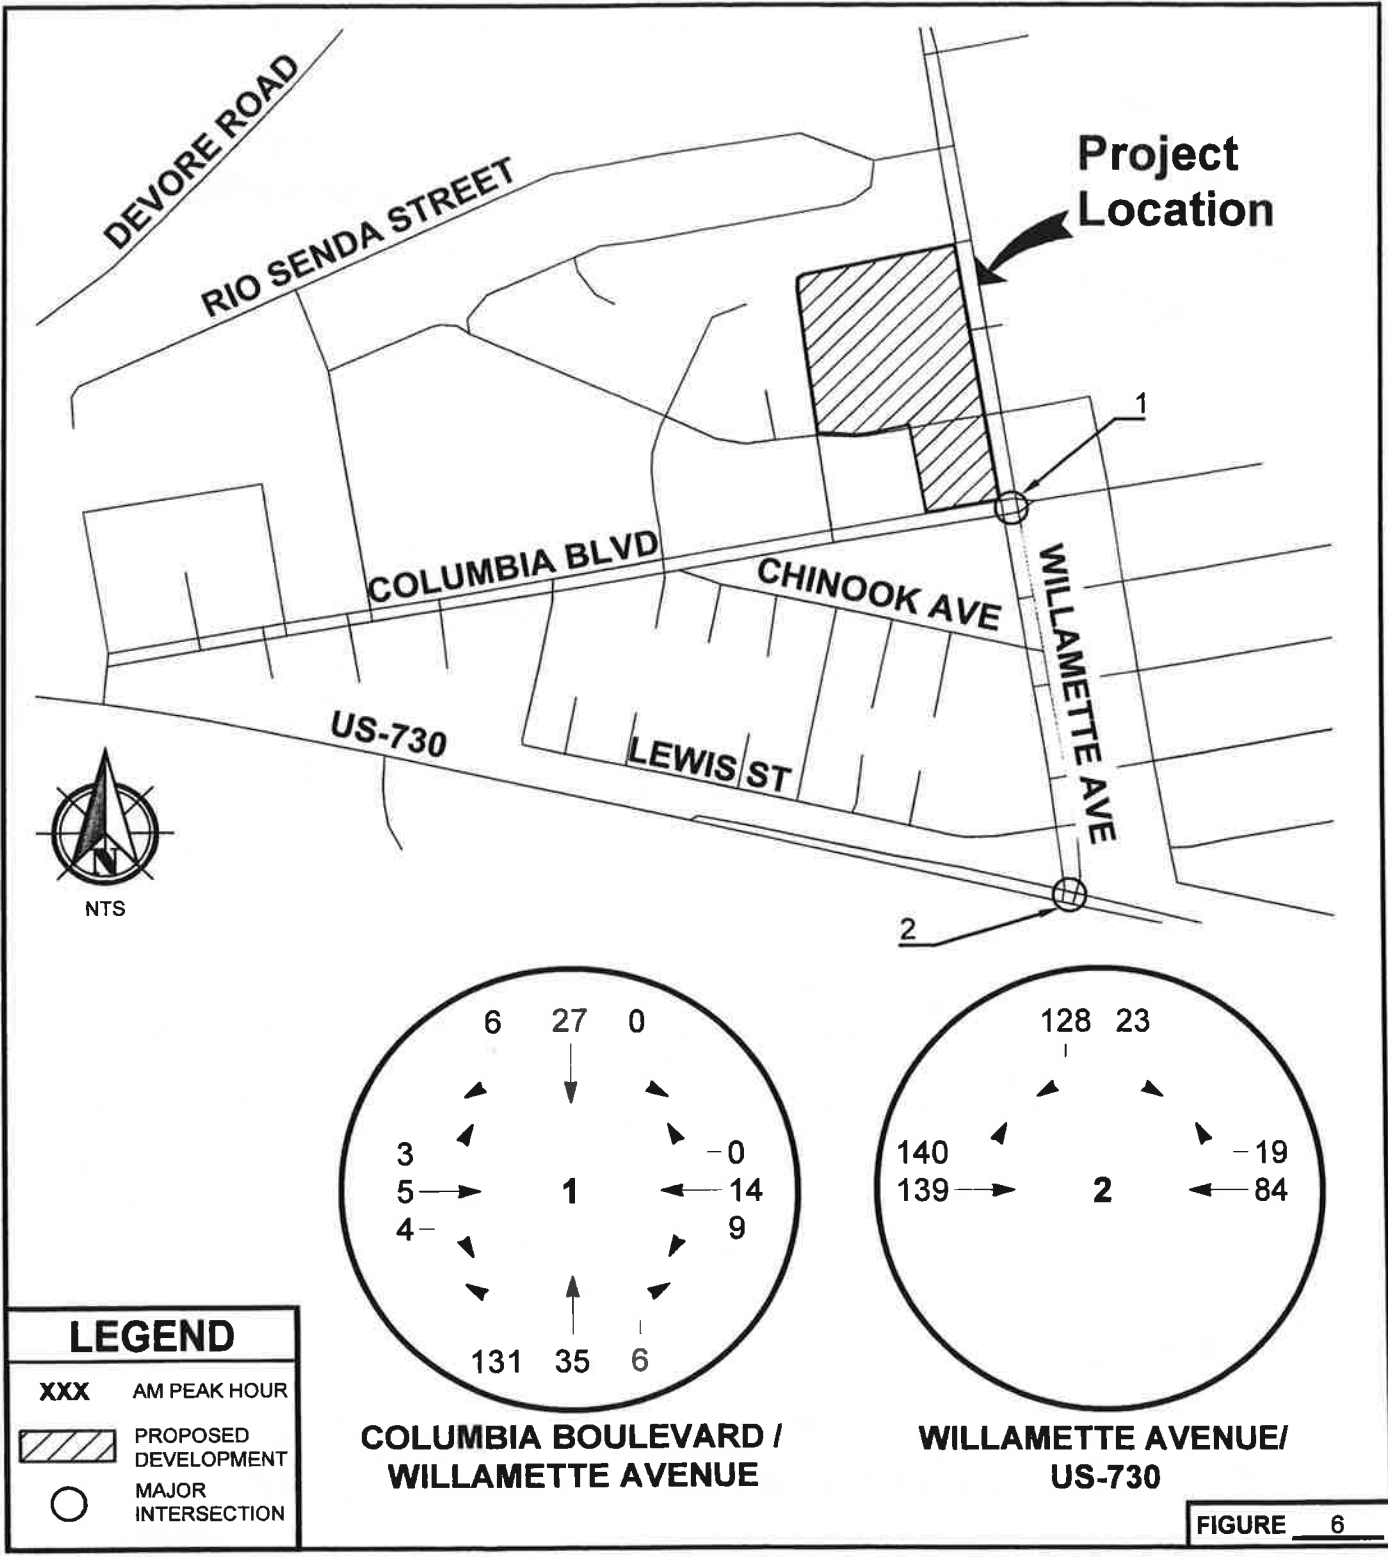 DEVORE ROAD
RIO SENDA STREET
Project
Location
1
COLUMBIA BLVD
CHINOOK AVE
WILLAMETTE AVE
US-730
LEWIS ST
N
NTS
2
6 27 0
3
5
4
1
0
14
9
131 35 6
COLUMBIA BOULEVARD /
WILLAMETTE AVENUE
128 23
140
139
2
19
84
WILLAMETTE AVENUE/
US-730
LEGEND
XXX AM PEAK HOUR
PROPOSED
DEVELOPMENT
MAJOR
INTERSECTION
FIGURE 6